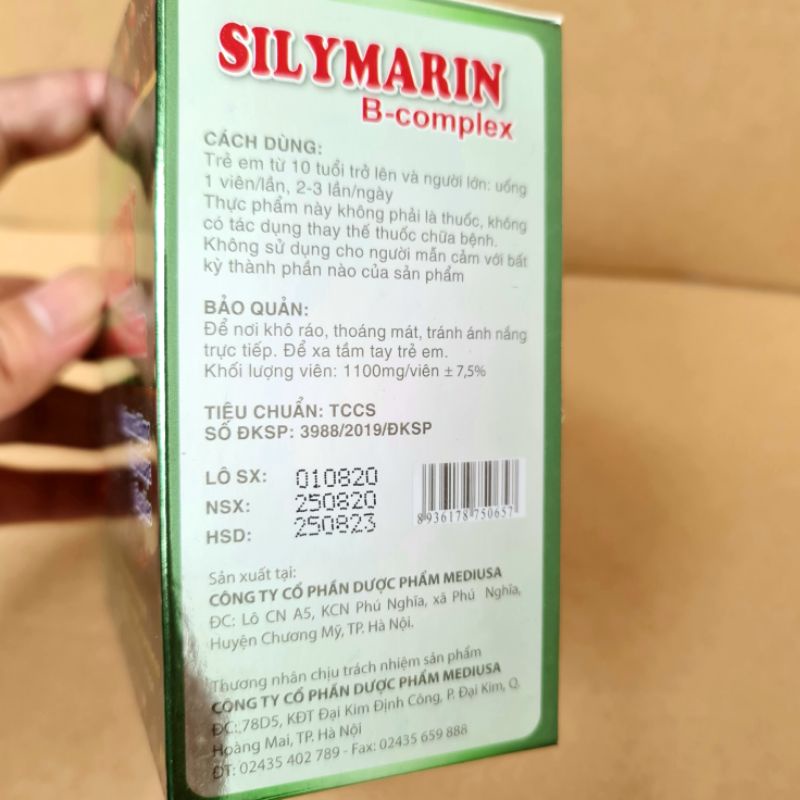 SILYMARIN
B-complex
CÁCH DÙNG:
Trẻ em từ 10 tuổi trở lên và người lớn: uống
1 viên/lần, 2-3 lần/ngày
Thực phẩm này không phải là thuốc, không
có tác dụng thay thế thuốc chữa bệnh.
Không sử dụng cho người mẫn cảm với bất
kỳ thành phần nào của sản phẩm
BẢO QUẢN:
Để nơi khô ráo, thoáng mát, tránh ánh nắng
trực tiếp. Để xa tầm tay trẻ em.
Khối lượng viên: 1100mg/viên ± 7,5%
TIÊU CHUẨN: TCCS
SỐ ĐKSP: 3988/2019/ĐKSP
LÔ SX: 010820
NSX: 250820
HSD: 250823
8 936178 750657
Sản xuất tại:
CÔNG TY CỔ PHẦN DƯỢC PHẨM MEDIUSA
ĐC: Lô CN A5, KCN Phú Nghĩa, xã Phú Nghĩa,
Huyện Chương Mỹ, TP. Hà Nội.
Thương nhân chịu trách nhiệm sản phẩm
CÔNG TY CỔ PHẦN DƯỢC PHẨM MEDIUSA
ĐC: 78D5, KĐT Đại Kim Định Công, P. Đại Kim, Q.
Hoàng Mai, TP. Hà Nội
ĐT: 02435 402 789 - Fax: 02435 659 888